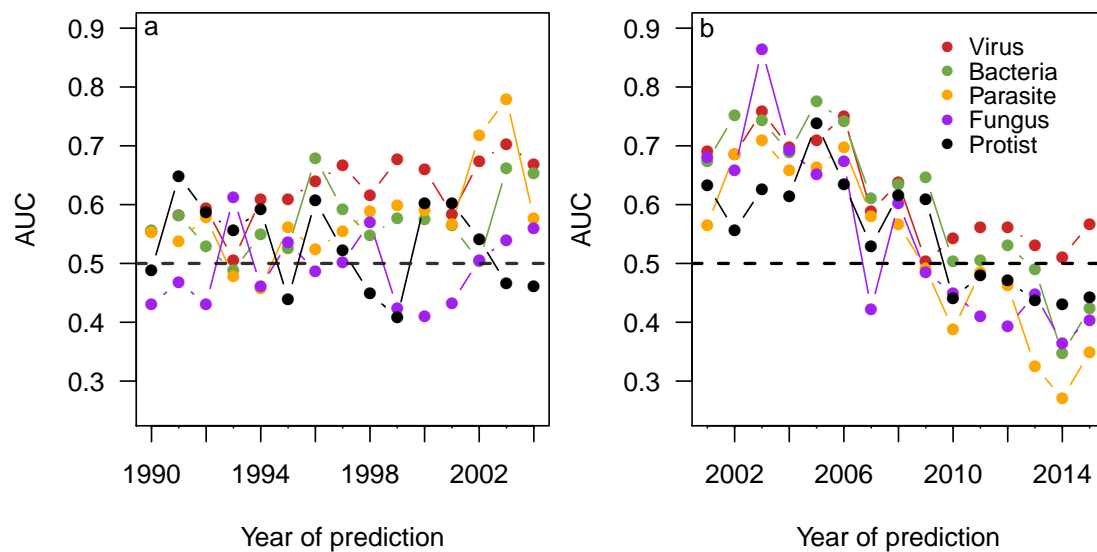 a
AUC
0.9
0.8
0.7
0.6
0.5
0.4
0.3
1990 1994 1998 2002
Year of prediction
b
AUC
0.9
0.8
0.7
0.6
0.5
0.4
0.3
Virus
Bacteria
Parasite
Fungus
Protist
2002 2006 2010 2014
Year of prediction